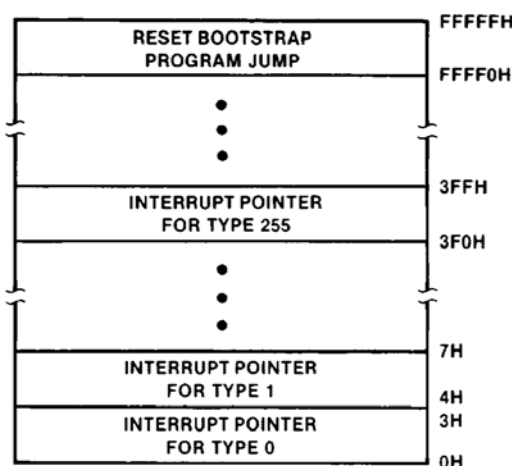 FFFFFH
RESET BOOTSTRAP
PROGRAM JUMP
FFFF0H
3FFH
INTERRUPT POINTER
FOR TYPE 255
3F0H
7H
INTERRUPT POINTER
FOR TYPE 1
4H
3H
INTERRUPT POINTER
FOR TYPE 0
0H